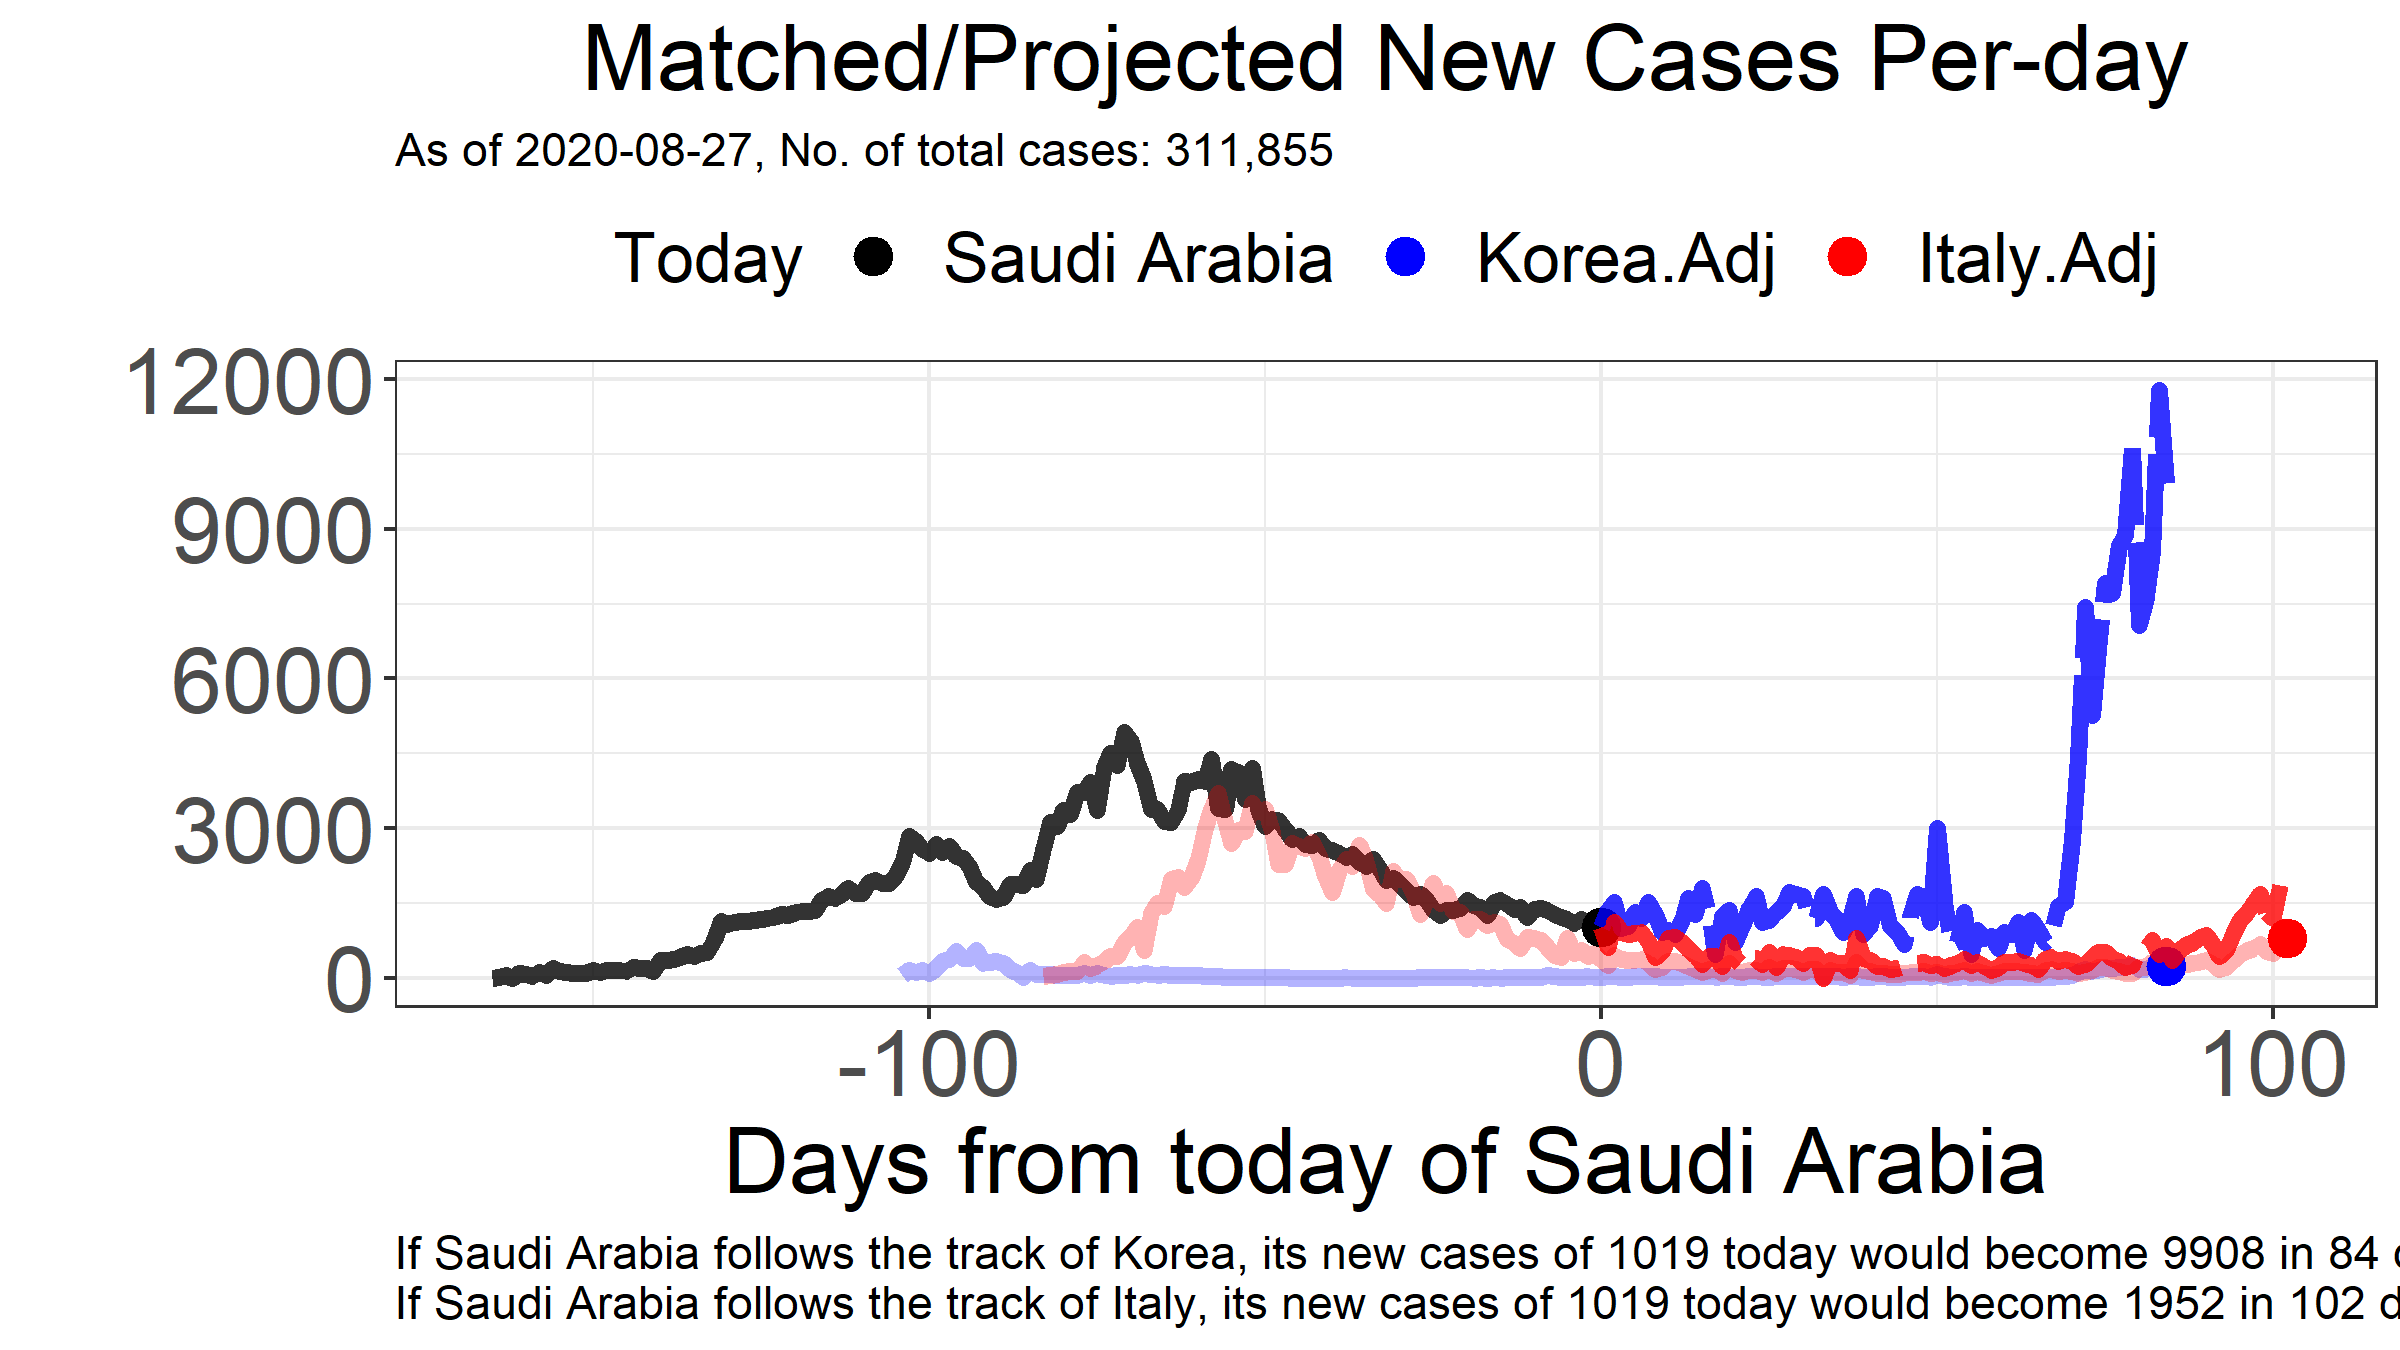 Matched/Projected New Cases Per-day
As of 2020-08-27, No. of total cases: 311,855
Today Saudi Arabia Korea.Adj Italy.Adj
12000
9000
6000
3000
0
-100 0 100
Days from today of Saudi Arabia
If Saudi Arabia follows the track of Korea, its new cases of 1019 today would become 9908 in 84
If Saudi Arabia follows the track of Italy, its new cases of 1019 today would become 1952 in 102